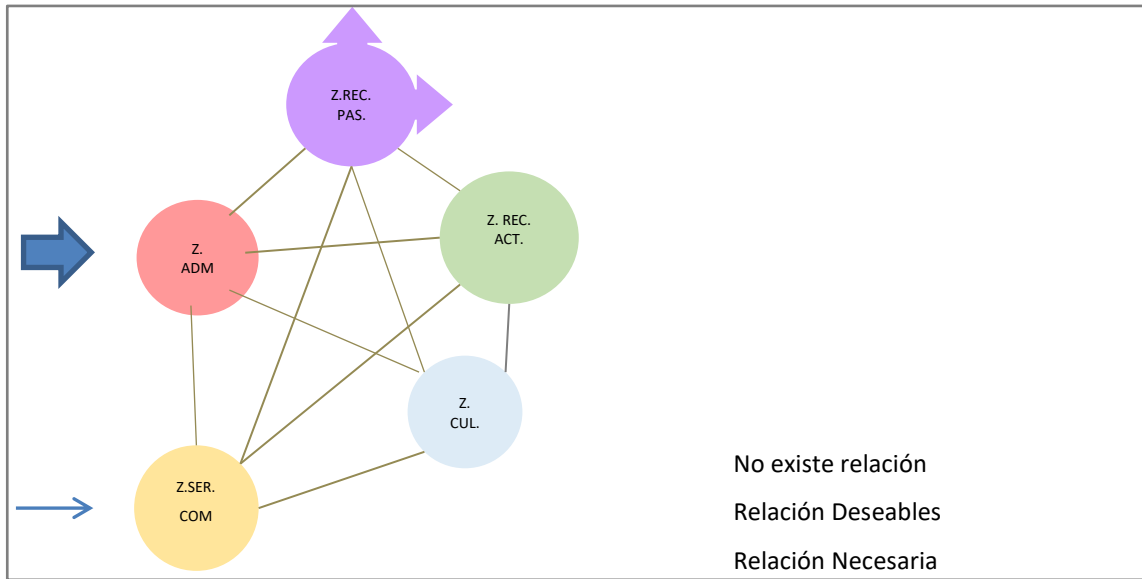 Z.REC.
PAS.
Z. REC.
ACT.
Z.
ADM
Z.
CUL.
Z.SER.
COM
No existe relación
Relación Deseables
Relación Necesaria